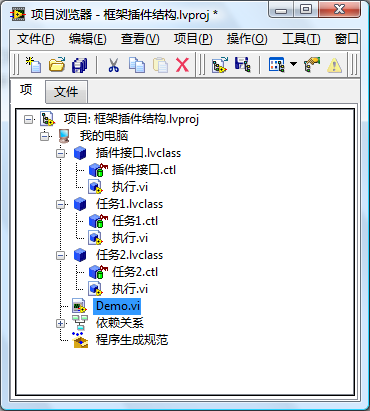 项目浏览器 - 框架插件结构.lvproj *
文件(F) 编辑(E) 查看(V) 项目(P) 操作(O) 工具(T) 窗口
项 文件
项目: 框架插件结构.lvproj
我的电脑
插件接口.lvclass
插件接口.ctl
执行.vi
任务1.lvclass
任务1.ctl
执行.vi
任务2.lvclass
任务2.ctl
执行.vi
Demo.vi
依赖关系
程序生成规范